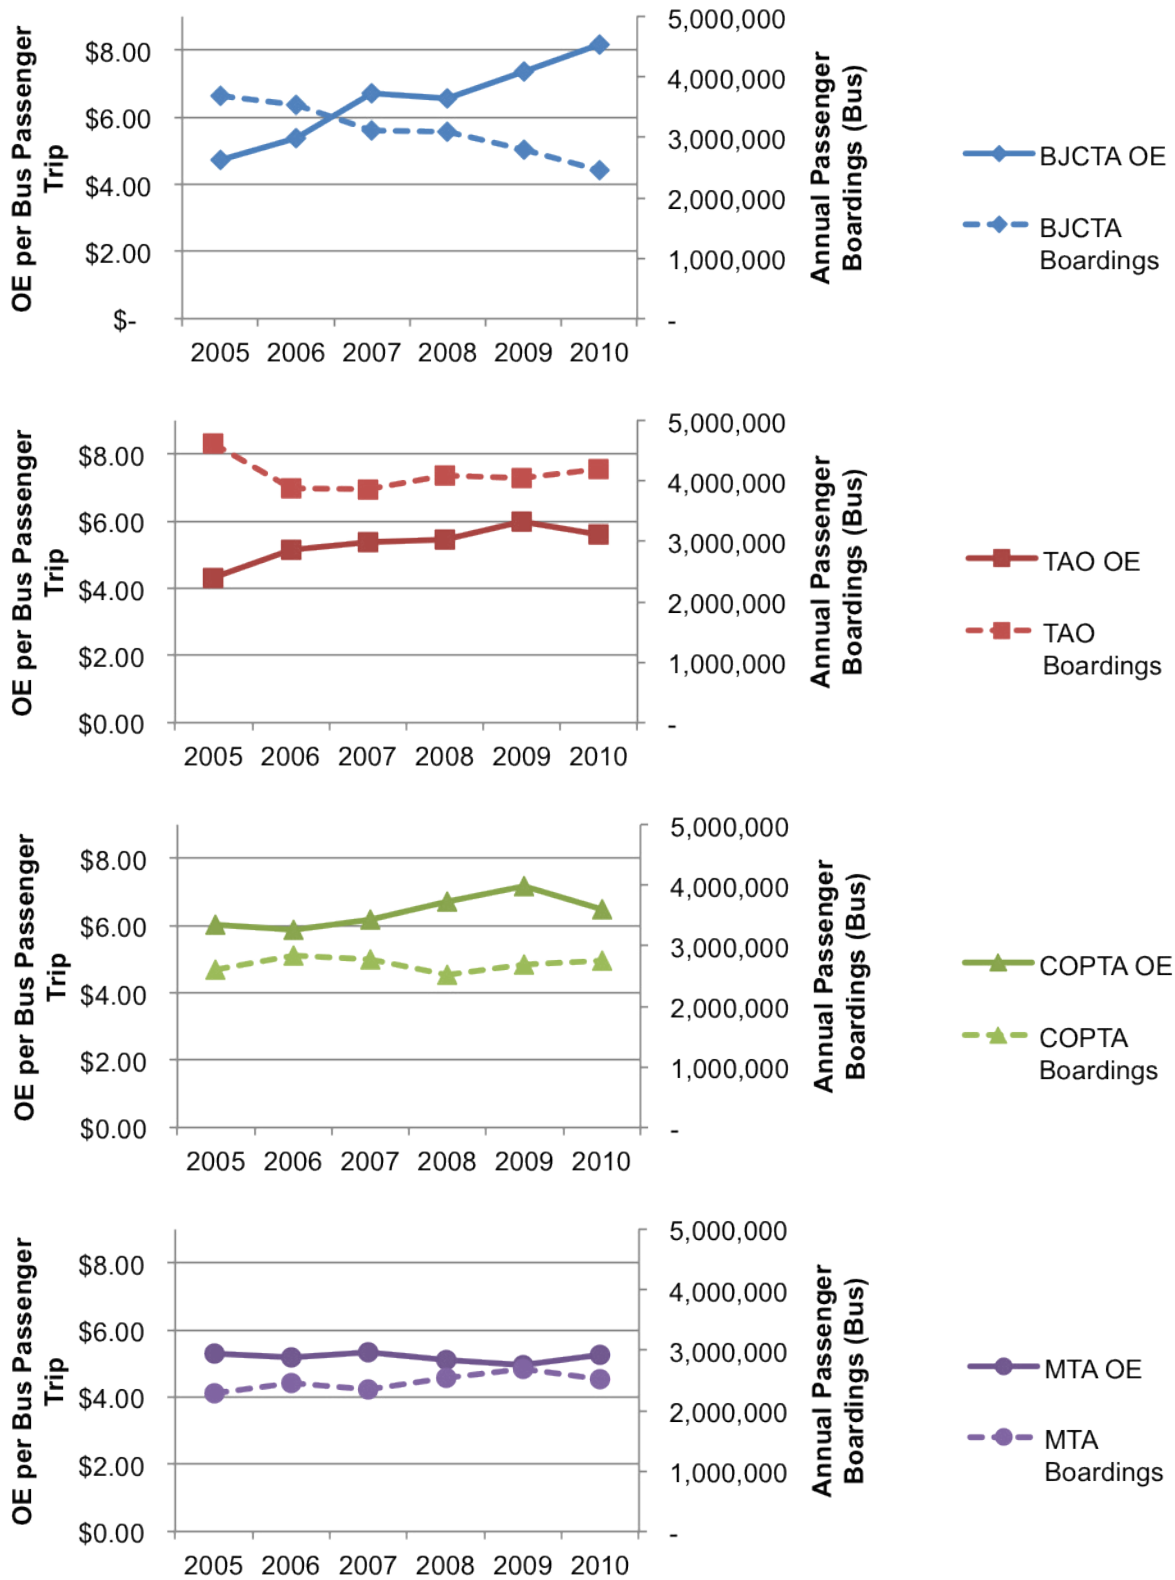 OE per Bus Passenger
Trip
$8.00
$6.00
$4.00
$2.00
$-
5,000,000
4,000,000
3,000,000
2,000,000
1,000,000
-
Annual Passenger
Boardings (Bus)
2005 2006 2007 2008 2009 2010
BJCTA OE
BJCTA
Boardings
OE per Bus Passenger
Trip
$8.00
$6.00
$4.00
$2.00
$0.00
5,000,000
4,000,000
3,000,000
2,000,000
1,000,000
-
Annual Passenger
Boardings (Bus)
2005 2006 2007 2008 2009 2010
TAO OE
TAO
Boardings
OE per Bus Passenger
Trip
$8.00
$6.00
$4.00
$2.00
$0.00
5,000,000
4,000,000
3,000,000
2,000,000
1,000,000
-
Annual Passenger
Boardings (Bus)
2005 2006 2007 2008 2009 2010
COPTA OE
COPTA
Boardings
OE per Bus Passenger
Trip
$8.00
$6.00
$4.00
$2.00
$0.00
5,000,000
4,000,000
3,000,000
2,000,000
1,000,000
-
Annual Passenger
Boardings (Bus)
2005 2006 2007 2008 2009 2010
MTA OE
MTA
Boardings